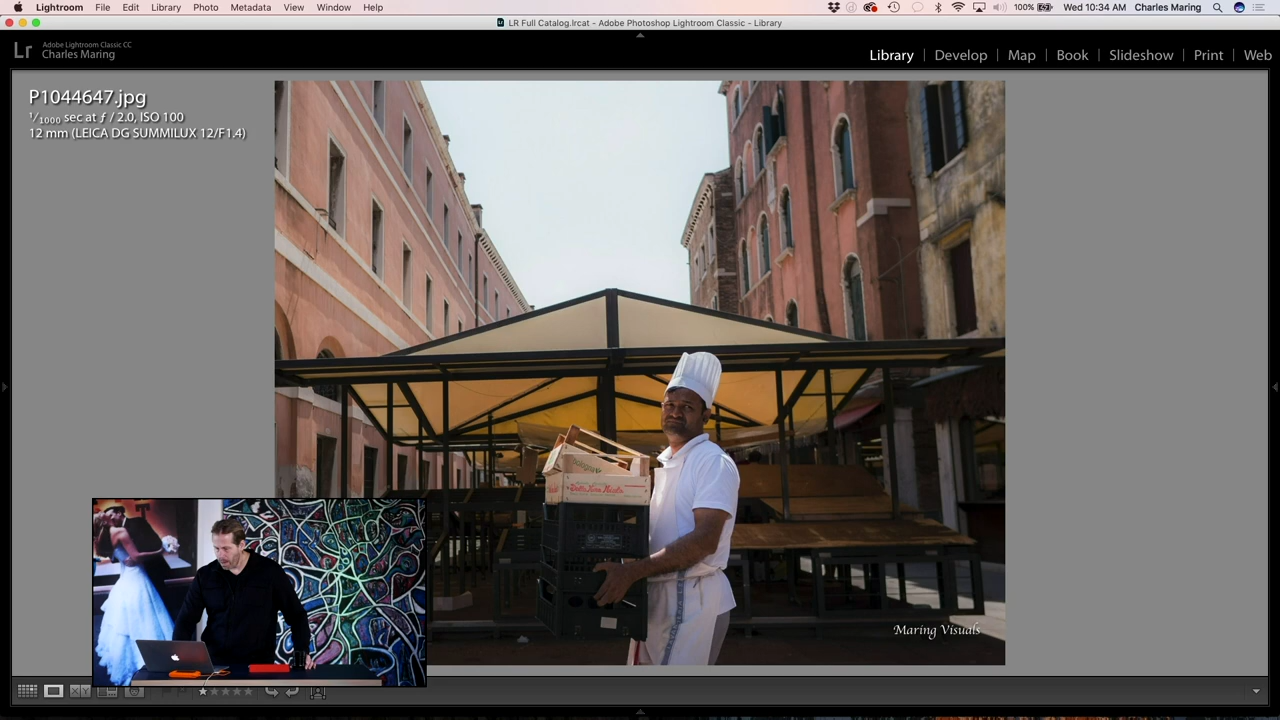 Lightroom File Edit Library Photo Metadata View Window Help 100% Wed 10:34 AM Charles Maring
LR Full Catalog.lrcat - Adobe Photoshop Lightroom Classic - Library
Lr Adobe Lightroom Classic CC
Charles Maring
Library | Develop | Map | Book | Slideshow | Print | Web
P1044647.jpg
1/1000 sec at ƒ / 2.0, ISO 100
12 mm (LEICA DG SUMMILUX 12/F1.4)
Maring Visuals